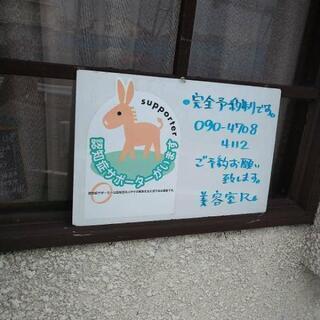 supporter
認知症サポーターがいます
・完全予約制です。
090-4708
4112
ご予約お願い
致します。
美容室